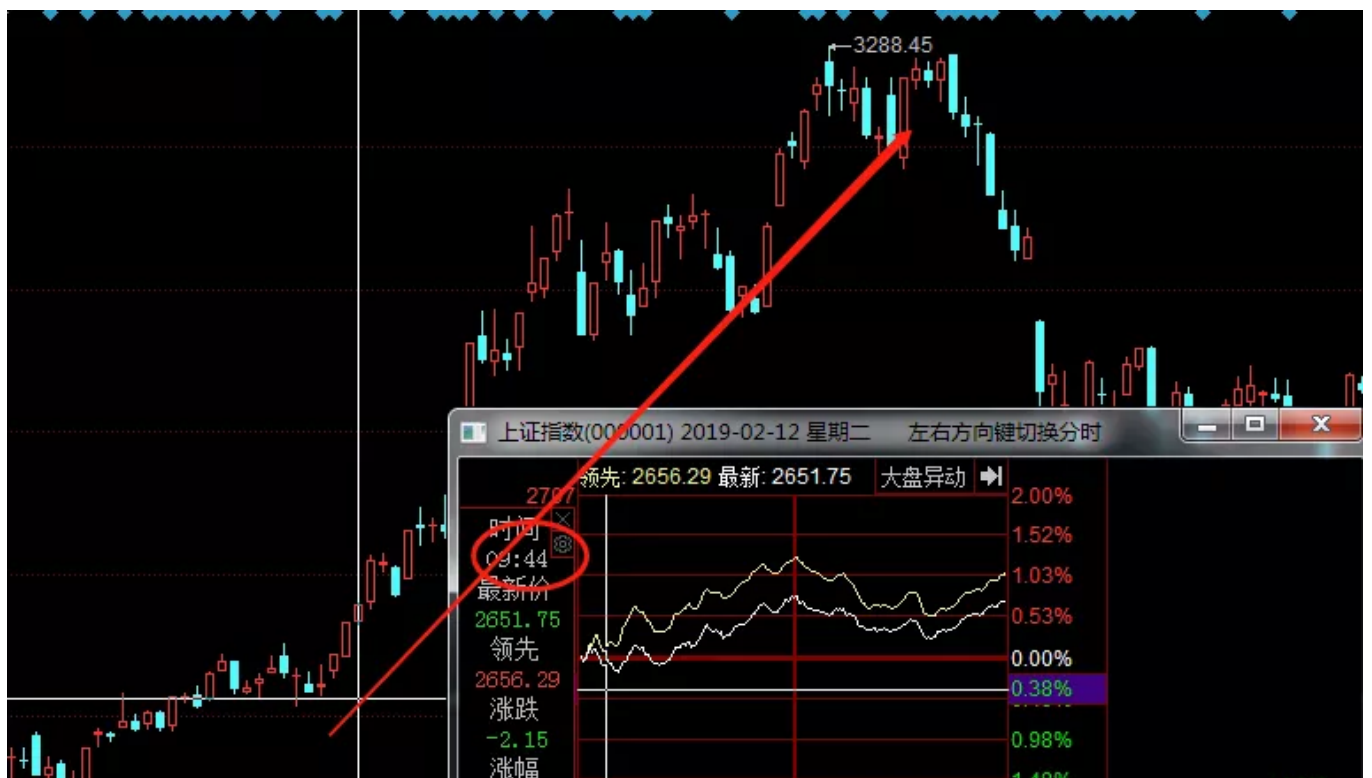 3288.45
上证指数(000001) 2019-02-12 星期二 左右方向键切换分时
领先: 2656.29 最新: 2651.75 大盘异动
2707
2.00%
时间
1.52%
09:44
1.03%
最新价
2651.75
0.53%
领先
0.00%
2656.29
0.38%
涨跌
-2.15
0.98%
涨幅